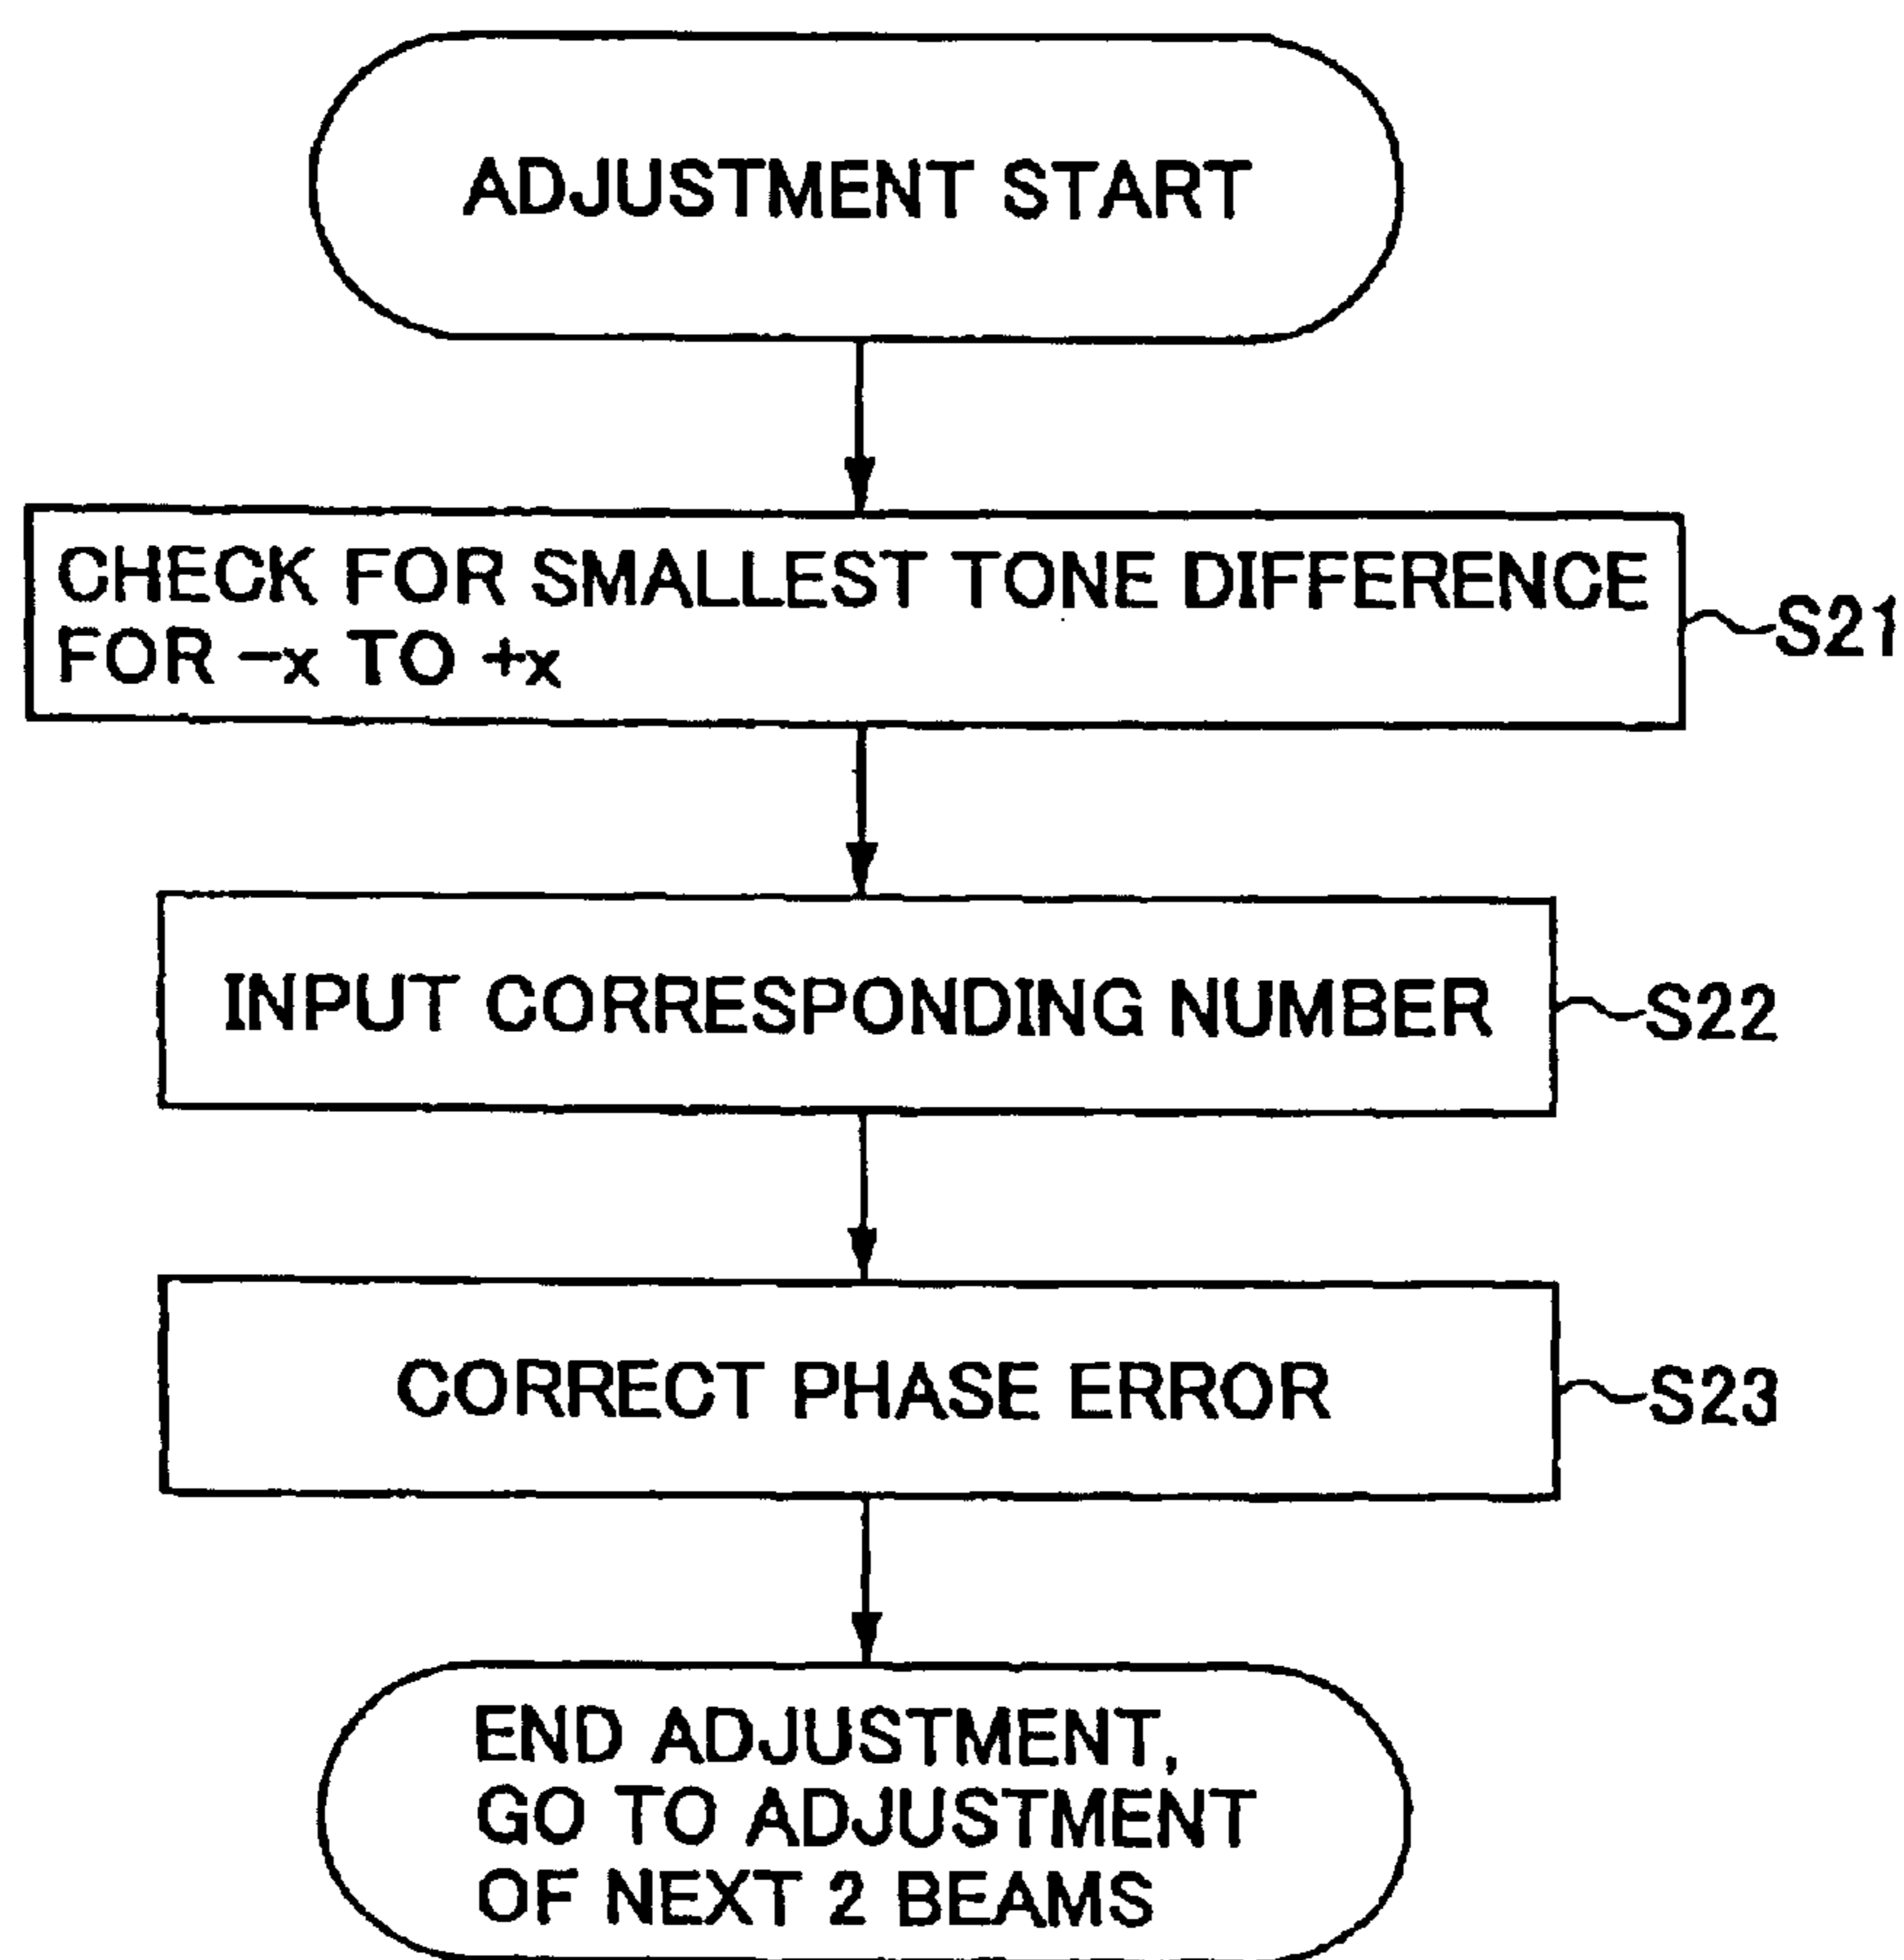 ADJUSTMENT START
CHECK FOR SMALLEST TONE DIFFERENCE
FOR -x TO +x
S21
INPUT CORRESPONDING NUMBER
S22
CORRECT PHASE ERROR
S23
END ADJUSTMENT,
GO TO ADJUSTMENT
OF NEXT 2 BEAMS